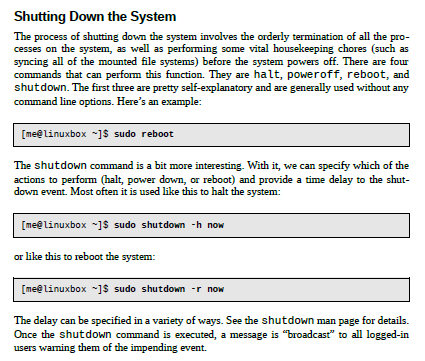 Shutting Down the System
The process of shutting down the system involves the orderly termination of all the pro-
cesses on the system, as well as performing some vital housekeeping chores (such as
syncing all of the mounted file systems) before the system powers off. There are four
commands that can perform this function. They are halt, poweroff, reboot, and
shutdown. The first three are pretty self-explanatory and are generally used without any
command line options. Here’s an example:
[me@linuxbox ~]$ sudo reboot
The shutdown command is a bit more interesting. With it, we can specify which of the
actions to perform (halt, power down, or reboot) and provide a time delay to the shut-
down event. Most often it is used like this to halt the system:
[me@linuxbox ~]$ sudo shutdown -h now
or like this to reboot the system:
[me@linuxbox ~]$ sudo shutdown -r now
The delay can be specified in a variety of ways. See the shutdown man page for details.
Once the shutdown command is executed, a message is “broadcast” to all logged-in
users warning them of the impending event.